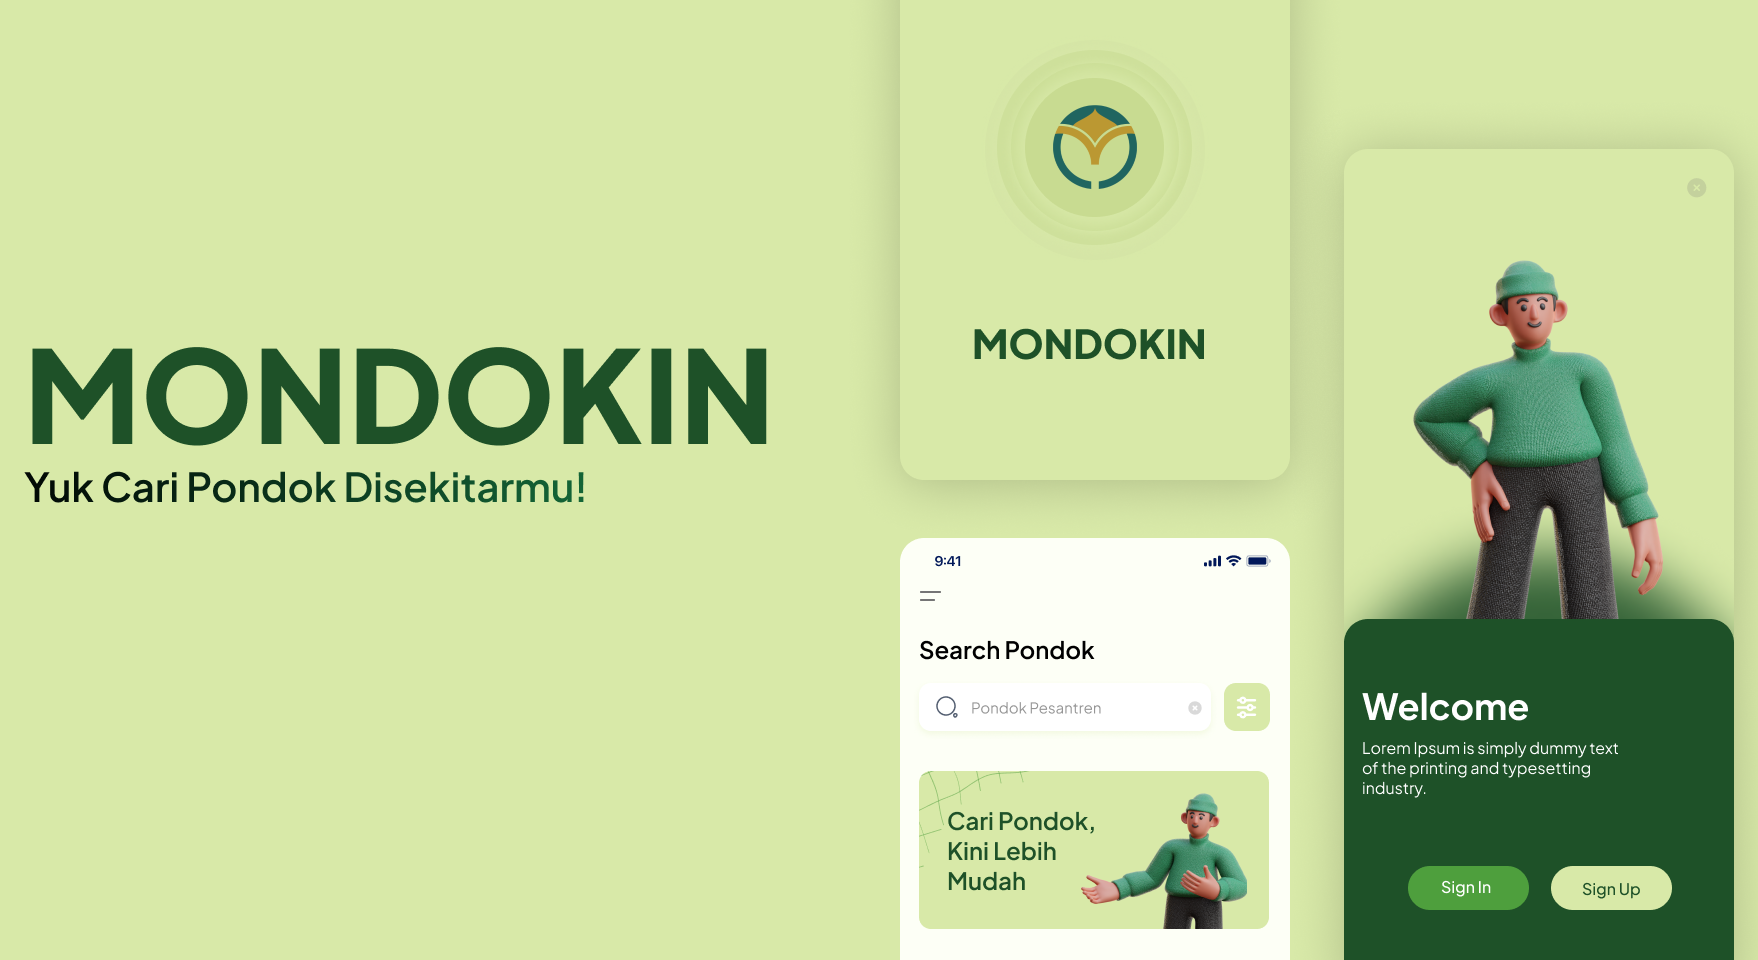 MONDOKIN
Yuk Cari Pondok Disekitarmu!
MONDOKIN
9:41
Search Pondok
Pondok Pesantren
Cari Pondok,
Kini Lebih
Mudah
Welcome
Lorem Ipsum is simply dummy text
of the printing and typesetting
industry.
Sign In
Sign Up